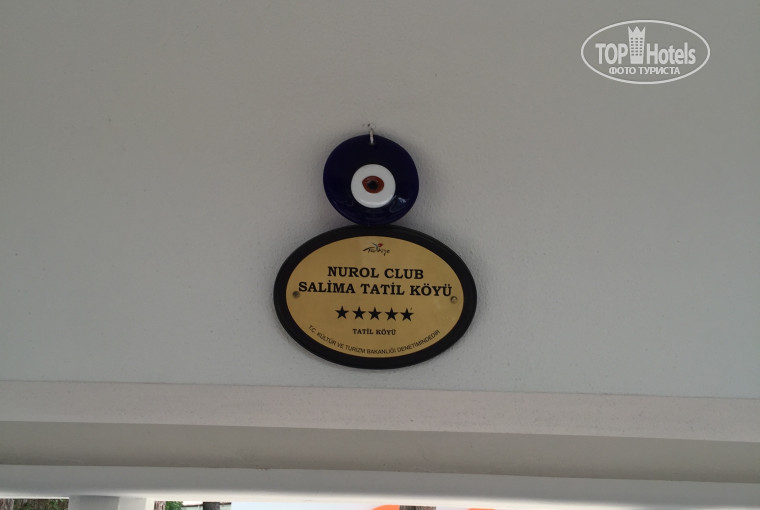 TOP Hotels
ФОТО ТУРИСТА
Türkiye
NUROL CLUB
SALİMA TATİL KÖYÜ
★★★★★
TATİL KÖYÜ
T.C. KÜLTÜR VE TURİZM BAKANLIĞI DENETİMİNDEDİR